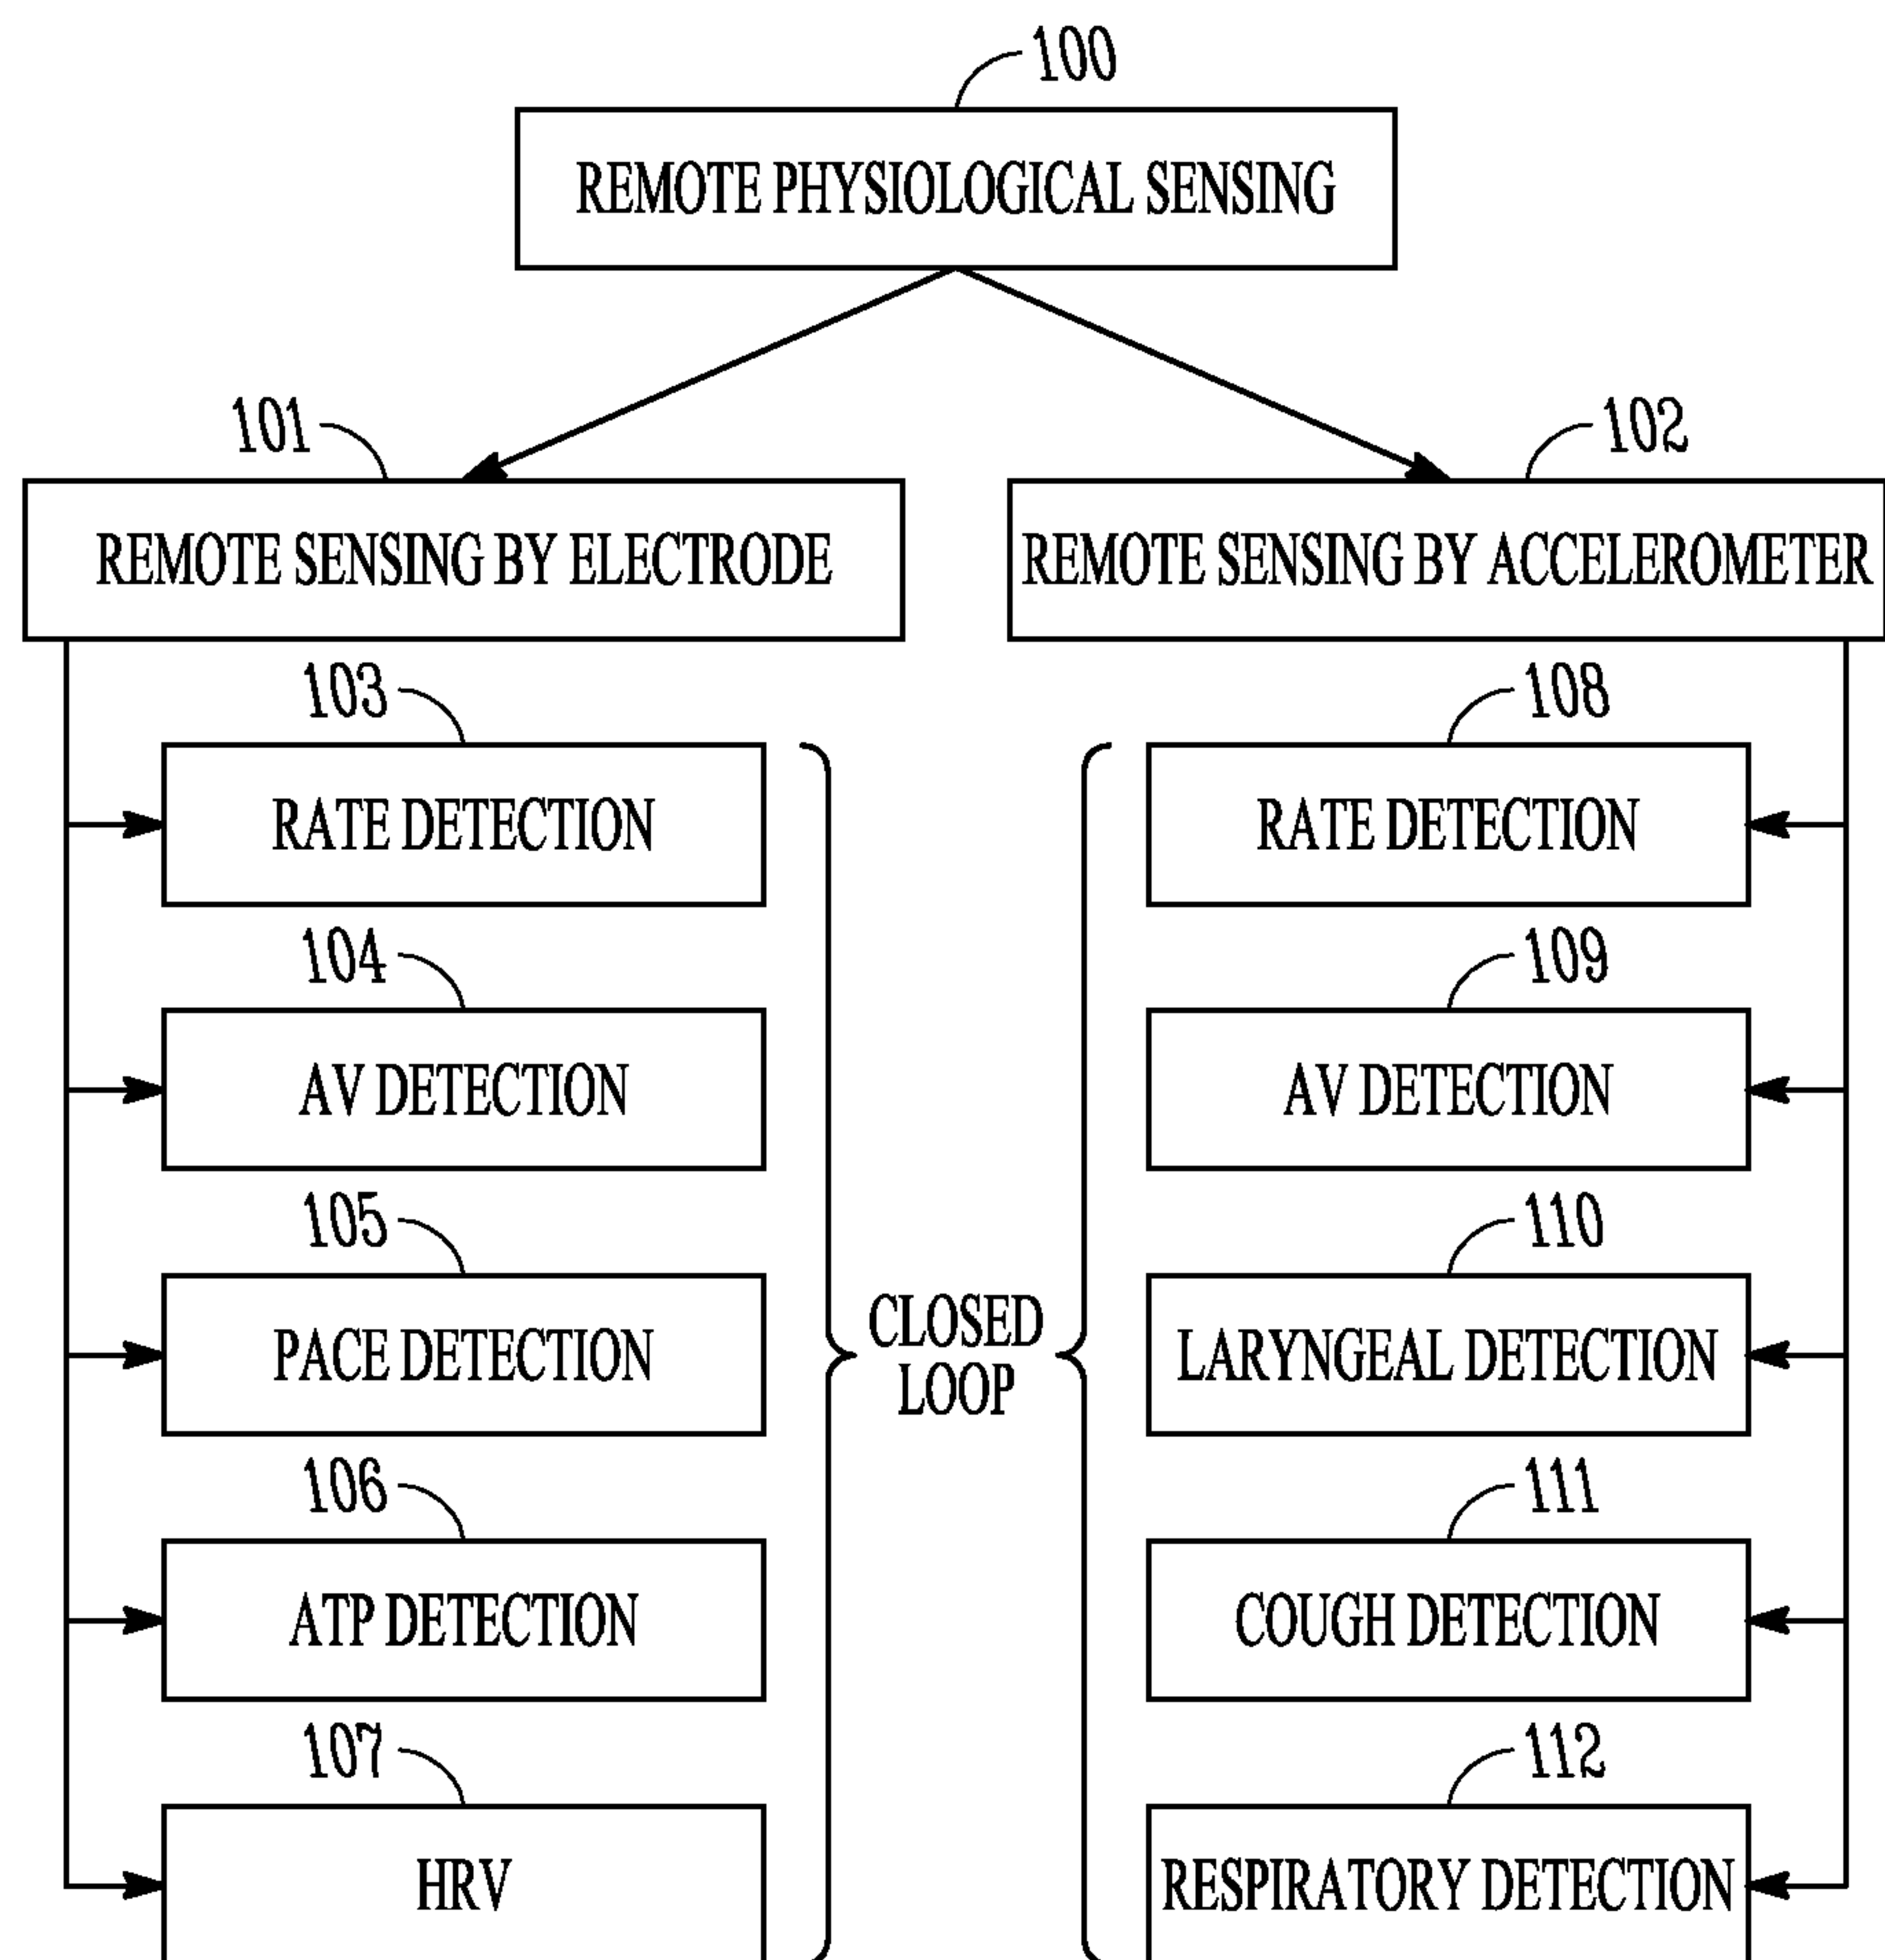 100
REMOTE PHYSIOLOGICAL SENSING
101
REMOTE SENSING BY ELECTRODE
102
REMOTE SENSING BY ACCELEROMETER
103
RATE DETECTION
104
AV DETECTION
105
PACE DETECTION
106
ATP DETECTION
107
HRV
CLOSED
LOOP
108
RATE DETECTION
109
AV DETECTION
110
LARYNGEAL DETECTION
111
COUGH DETECTION
112
RESPIRATORY DETECTION